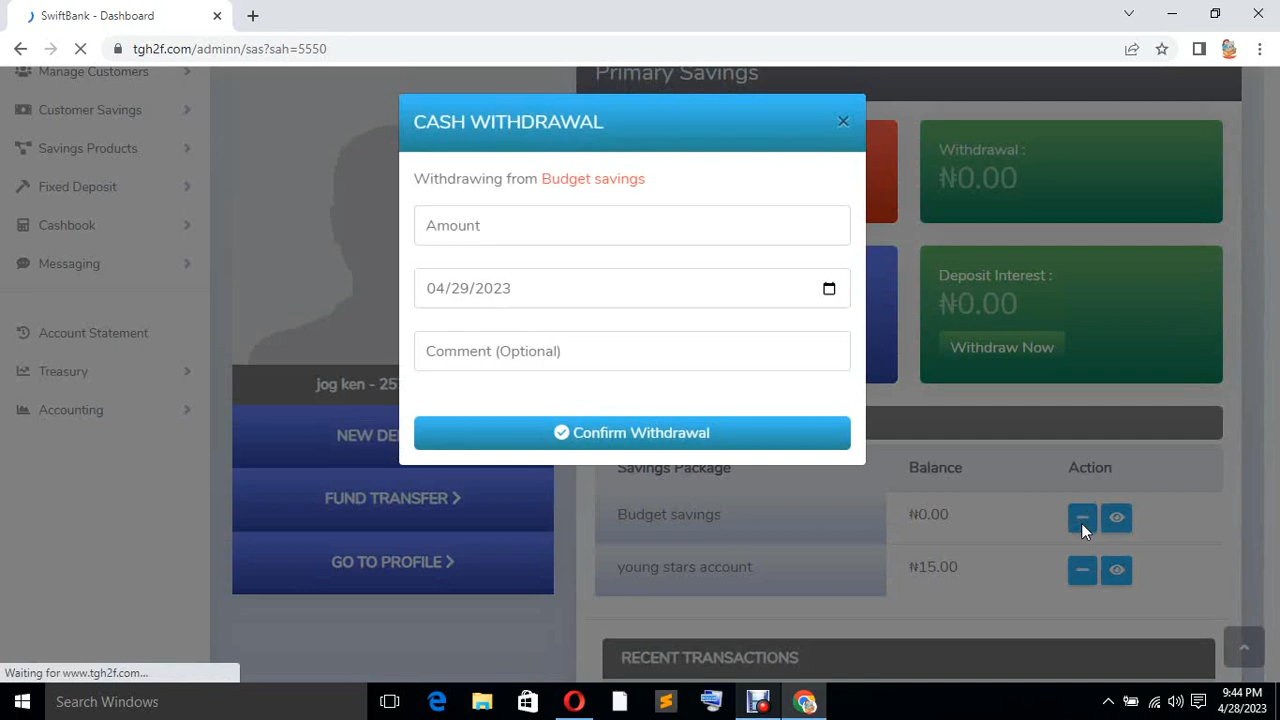 SwiftBank - Dashboard
tgh2f.com/adminn/sas?sah=5550
Manage Customers
Customer Savings
Savings Products
Fixed Deposit
Cashbook
Messaging
Account Statement
Treasury
Accounting
Primary Savings
CASH WITHDRAWAL
Withdrawing from Budget savings
Amount
04/29/2023
Comment (Optional)
Confirm Withdrawal
Withdrawal :
₦0.00
Deposit Interest :
₦0.00
Withdraw Now
jog ken - 25
NEW DE
FUND TRANSFER
GO TO PROFILE
Savings Package Balance Action
Budget savings ₦0.00
young stars account ₦15.00
RECENT TRANSACTIONS
Waiting for www.tgh2f.com...
Search Windows
9:44 PM
4/28/2023